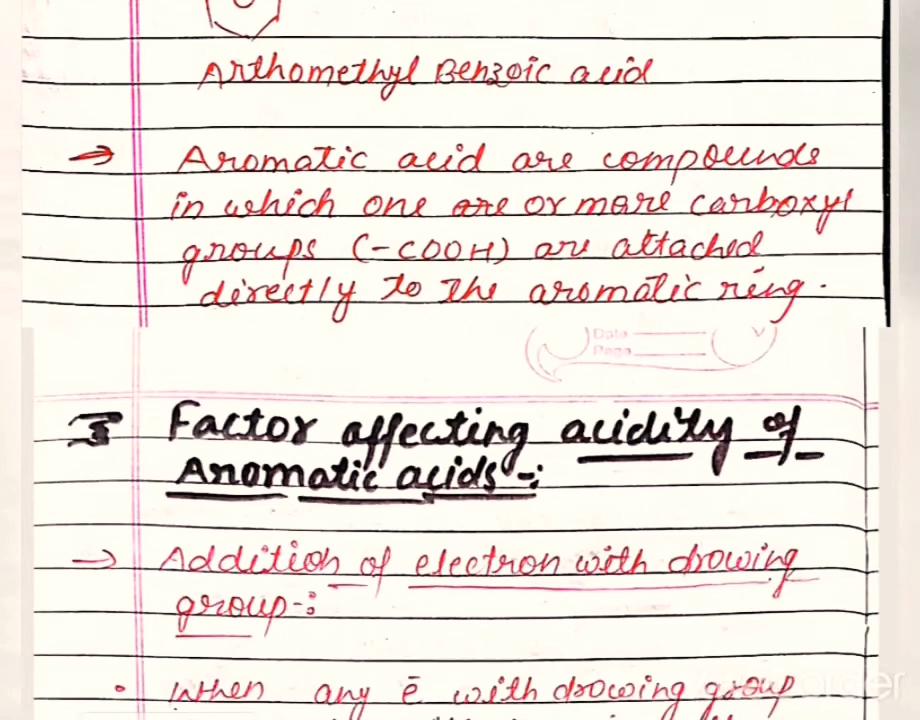 Arthomethyl Benzoic acid
→ Aromatic acid are compounds
in which one are or more carboxyl
groups (-COOH) are attached
directly to the aromatic ring.
Date
Page
I Factor affecting acidity of
Aromatic acids -:
→ Addition of electron with drowing
group-:
• When any ē with drowing group